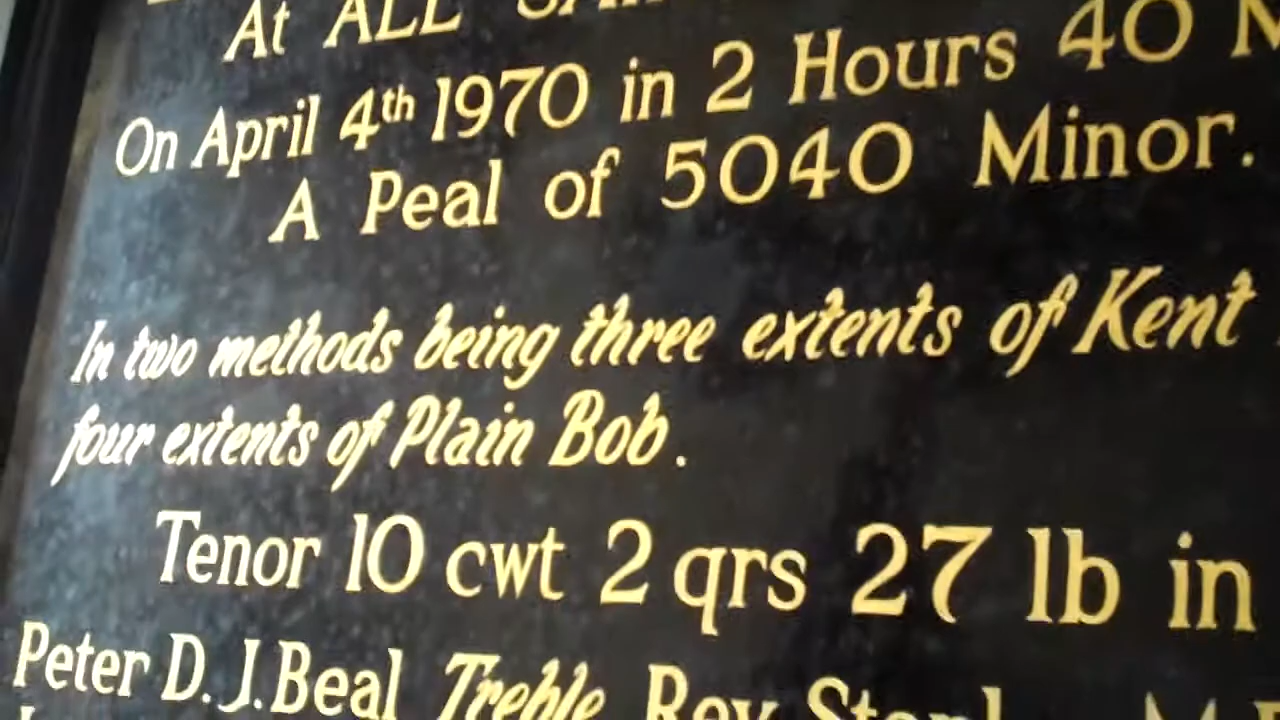 At ALL
On April 4th 1970 in 2 Hours 40 M
A Peal of 5040 Minor.
In two methods being three extents of Kent
four extents of Plain Bob.
Tenor 10 cwt 2 qrs 27 lb in
Peter D. J. Beal Treble Rev